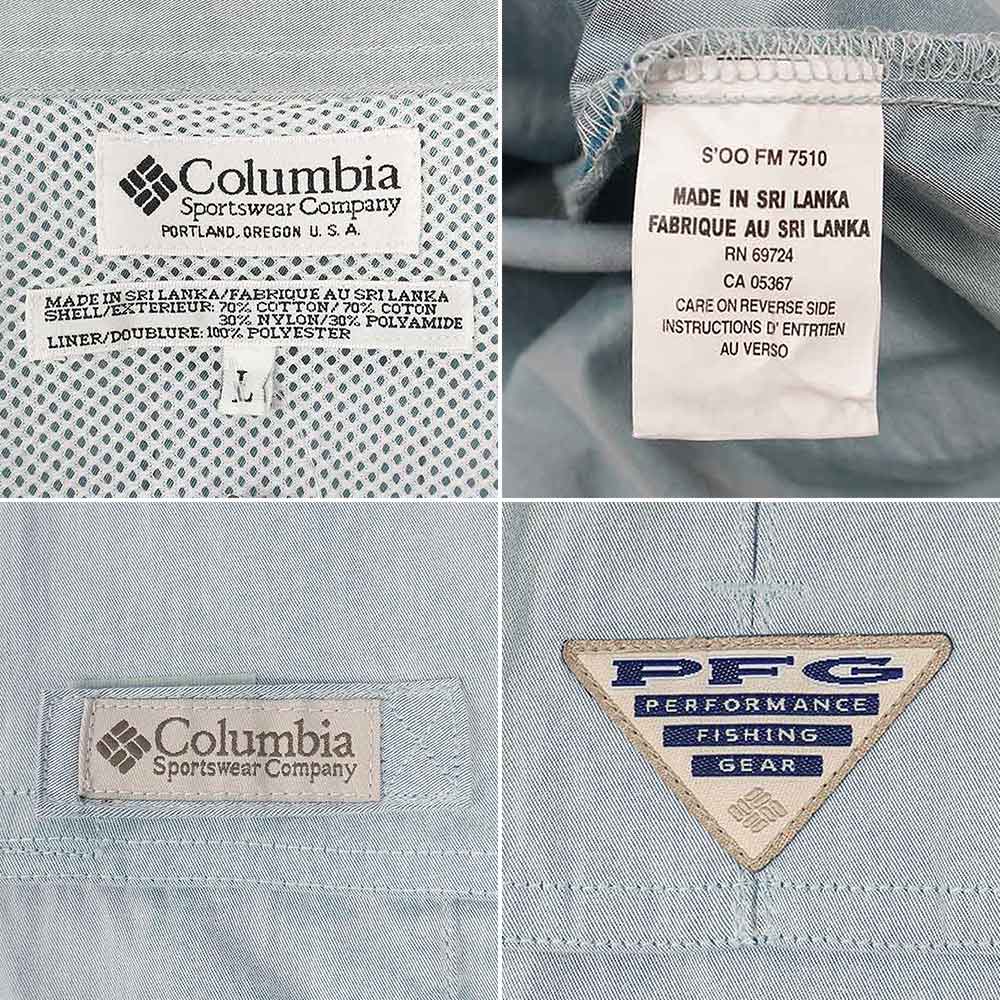 Columbia
Sportswear Company
PORTLAND, OREGON U. S. A.
MADE IN SRI LANKA/FABRIQUE AU SRI LANKA
SHELL/EXTERIEUR: 70% COTTON/ 70% COTON
30% NYLON/30% POLYAMIDE
LINER/DOUBLURE: 100% POLYESTER
L
S'OO FM 7510
MADE IN SRI LANKA
FABRIQUE AU SRI LANKA
RN 69724
CA 05367
CARE ON REVERSE SIDE
INSTRUCTIONS D' ENTRTIEN
AU VERSO
Columbia
Sportswear Company
PFG
PERFORMANCE
FISHING
GEAR